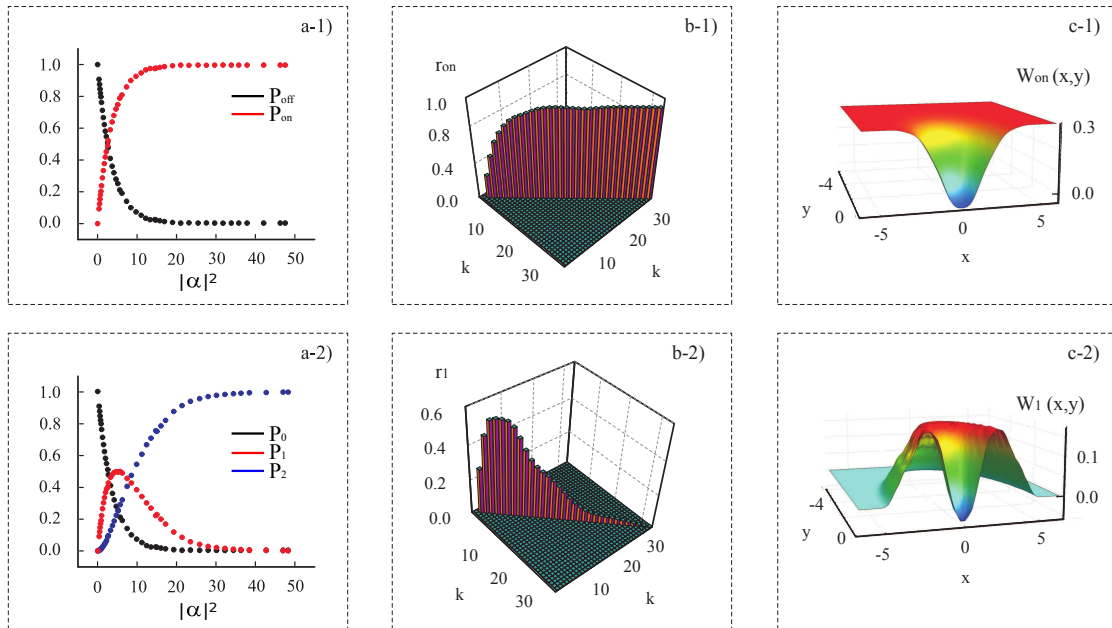 a-1)
1.0
0.8
0.6
0.4
0.2
0.0
P_off
P_on
0 10 20 30 40 50
|α|²
b-1)
r_on
1.0
0.8
0.4
0.0
10
20
30
k
10
20
30
k
c-1)
W_on (x,y)
0.3
0.0
-4
0
y
-5 0 5
x
a-2)
1.0
0.8
0.6
0.4
0.2
0.0
P_0
P_1
P_2
0 10 20 30 40 50
|α|²
b-2)
r_1
0.6
0.4
0.2
0.0
10
20
30
k
10
20
30
k
c-2)
W_1 (x,y)
0.1
0.0
-4
0
y
-5 0 5
x